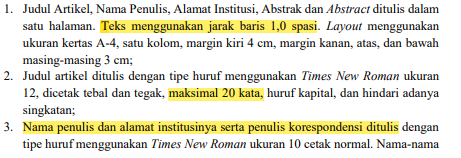 1. Judul Artikel, Nama Penulis, Alamat Institusi, Abstrak dan Abstract ditulis dalam
satu halaman. Teks menggunakan jarak baris 1,0 spasi. Layout menggunakan
ukuran kertas A-4, satu kolom, margin kiri 4 cm, margin kanan, atas, dan bawah
masing-masing 3 cm;
2. Judul artikel ditulis dengan tipe huruf menggunakan Times New Roman ukuran
12, dicetak tebal dan tegak, maksimal 20 kata, huruf kapital, dan hindari adanya
singkatan;
3. Nama penulis dan alamat institusinya serta penulis korespondensi ditulis dengan
tipe huruf menggunakan Times New Roman ukuran 10 cetak normal. Nama-nama